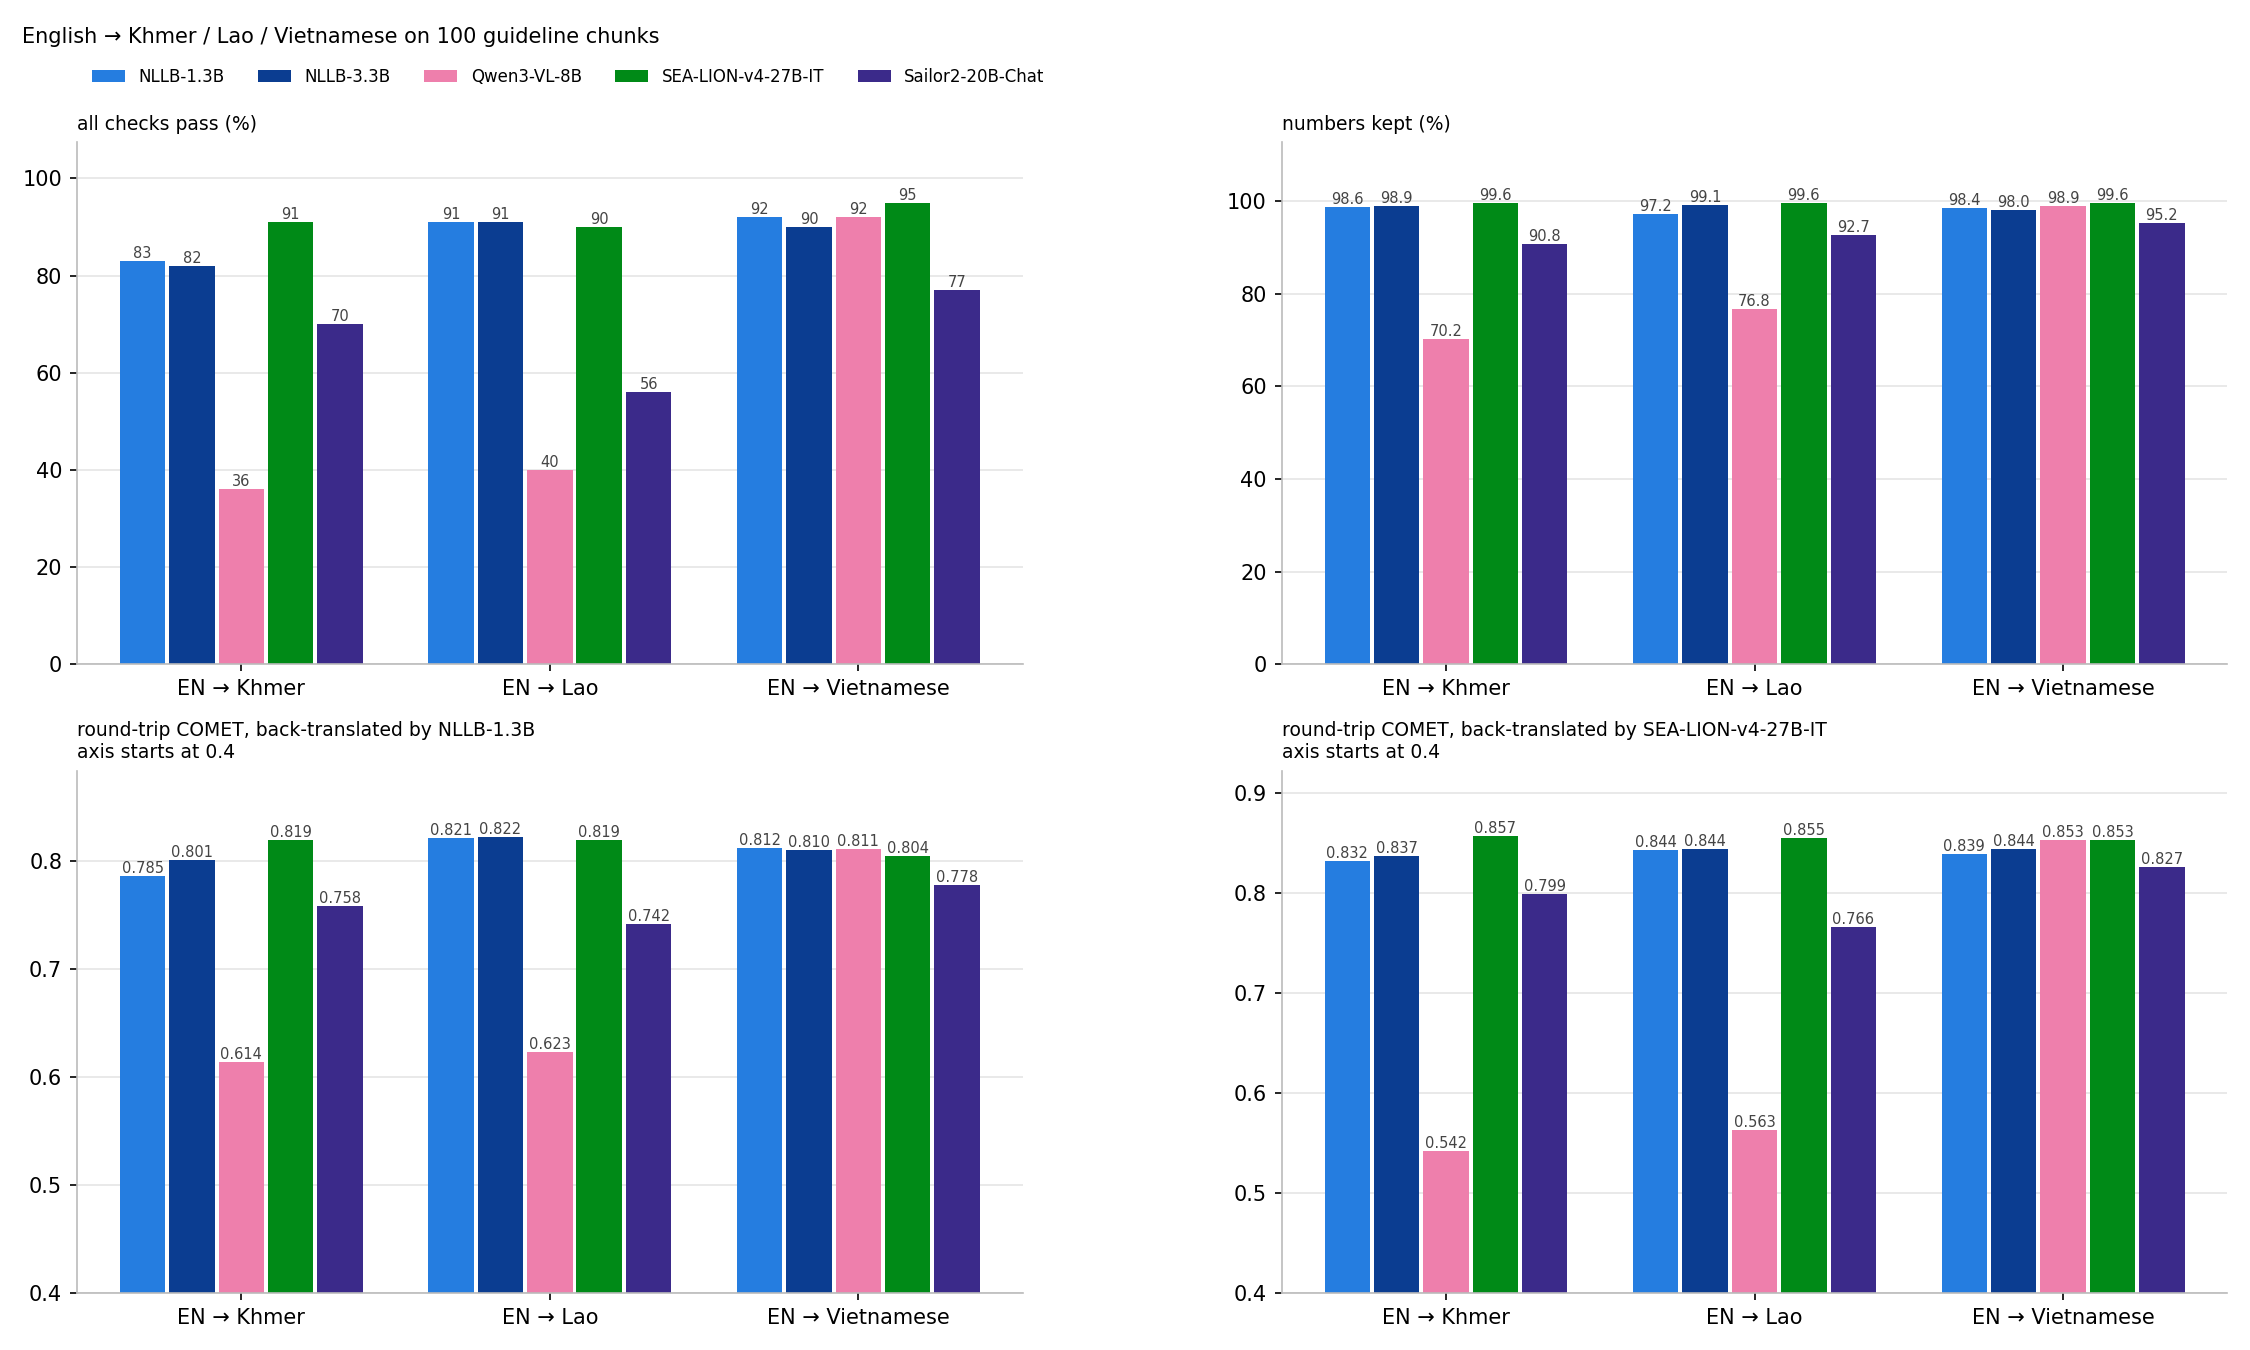 English → Khmer / Lao / Vietnamese on 100 guideline chunks
NLLB-1.3B NLLB-3.3B Qwen3-VL-8B SEA-LION-v4-27B-IT Sailor2-20B-Chat
all checks pass (%)
100
80
60
40
20
0
83 82 36 91 70
91 91 40 90 56
92 90 92 95 77
EN → Khmer EN → Lao EN → Vietnamese
numbers kept (%)
100
80
60
40
20
0
98.6 98.9 70.2 99.6 90.8
97.2 99.1 76.8 99.6 92.7
98.4 98.0 98.9 99.6 95.2
EN → Khmer EN → Lao EN → Vietnamese
round-trip COMET, back-translated by NLLB-1.3B
axis starts at 0.4
0.8
0.7
0.6
0.5
0.4
0.785 0.801 0.614 0.819 0.758
0.821 0.822 0.623 0.819 0.742
0.812 0.810 0.811 0.804 0.778
EN → Khmer EN → Lao EN → Vietnamese
round-trip COMET, back-translated by SEA-LION-v4-27B-IT
axis starts at 0.4
0.9
0.8
0.7
0.6
0.5
0.4
0.832 0.837 0.542 0.857 0.799
0.844 0.844 0.563 0.855 0.766
0.839 0.844 0.853 0.853 0.827
EN → Khmer EN → Lao EN → Vietnamese